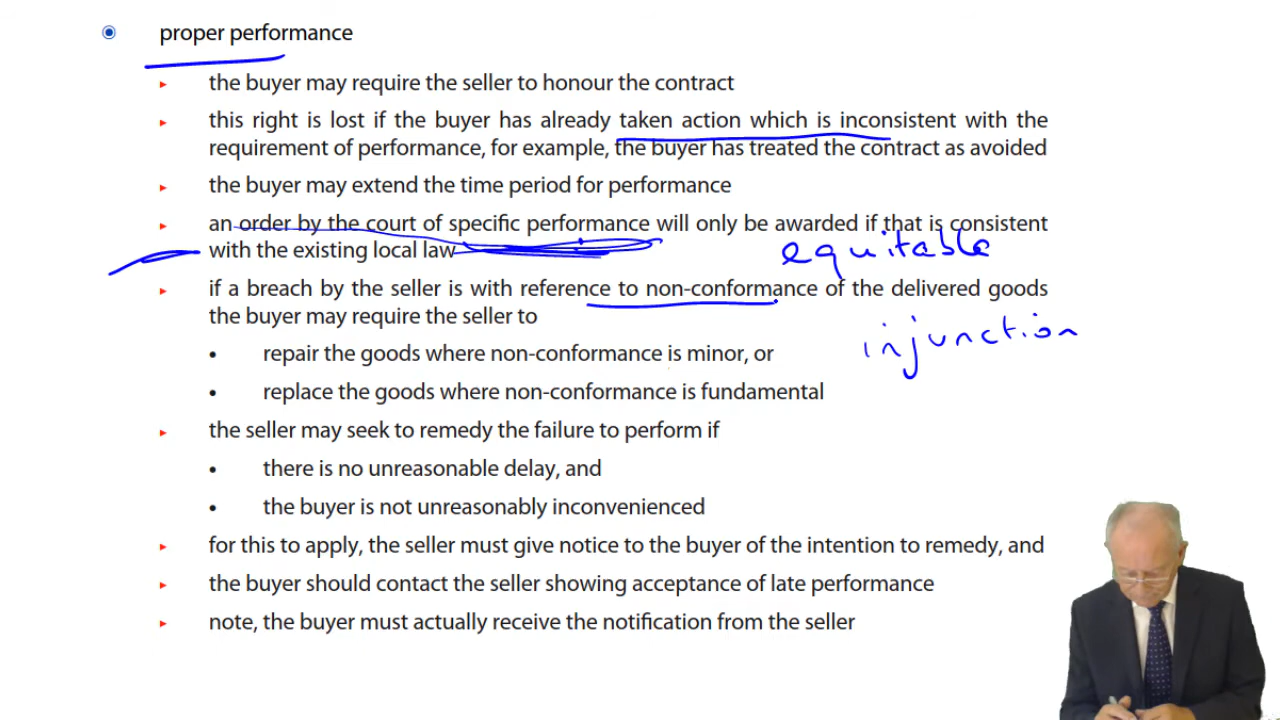 proper performance
the buyer may require the seller to honour the contract
this right is lost if the buyer has already taken action which is inconsistent with the
requirement of performance, for example, the buyer has treated the contract as avoided
the buyer may extend the time period for performance
an order by the court of specific performance will only be awarded if that is consistent
with the existing local law
equitable
if a breach by the seller is with reference to non-conformance of the delivered goods
the buyer may require the seller to
injunction
repair the goods where non-conformance is minor, or
replace the goods where non-conformance is fundamental
the seller may seek to remedy the failure to perform if
there is no unreasonable delay, and
the buyer is not unreasonably inconvenienced
for this to apply, the seller must give notice to the buyer of the intention to remedy, and
the buyer should contact the seller showing acceptance of late performance
note, the buyer must actually receive the notification from the seller